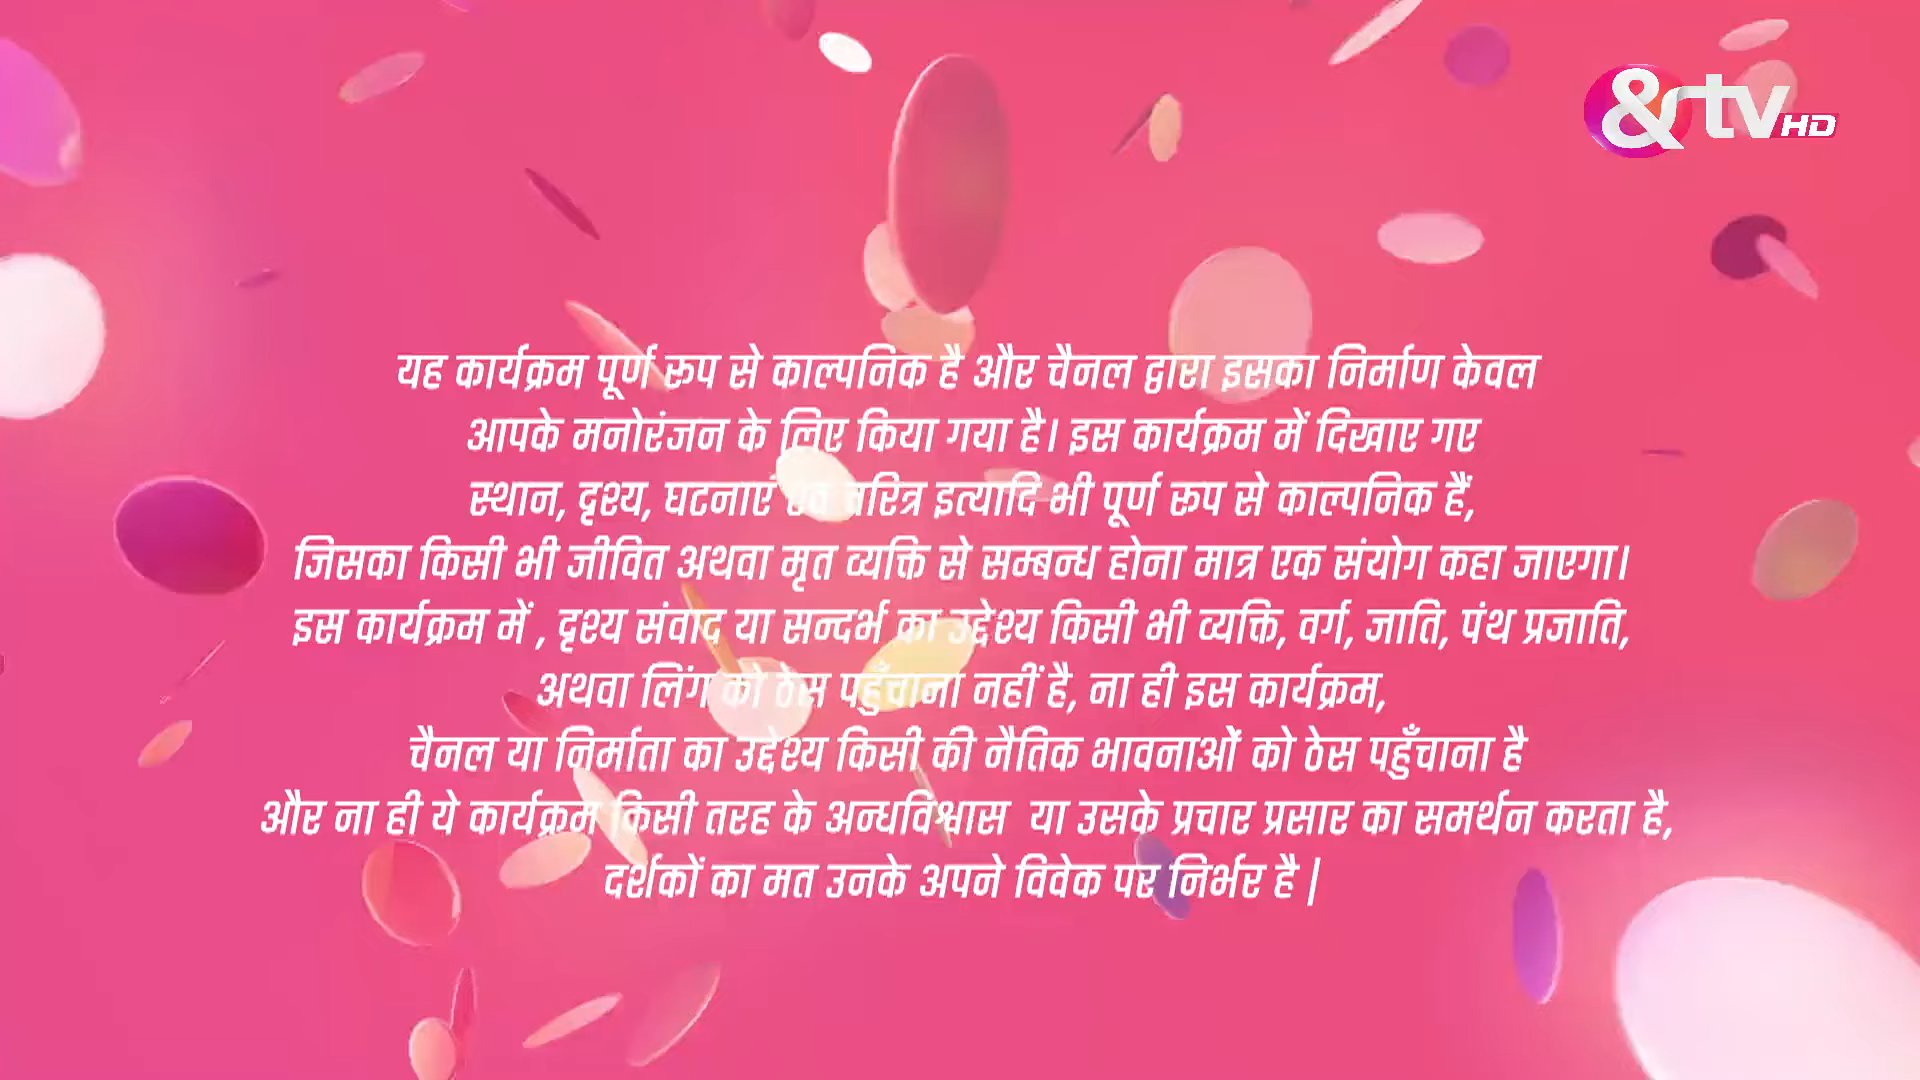 &tv HD
यह कार्यक्रम पूर्ण रूप से काल्पनिक है और चैनल द्वारा इसका निर्माण केवल
आपके मनोरंजन के लिए किया गया है। इस कार्यक्रम में दिखाए गए
स्थान, दृश्य, घटनाएं एवं चरित्र इत्यादि भी पूर्ण रूप से काल्पनिक हैं,
जिसका किसी भी जीवित अथवा मृत व्यक्ति से सम्बन्ध होना मात्र एक संयोग कहा जाएगा।
इस कार्यक्रम में , दृश्य संवाद या सन्दर्भ का उद्देश्य किसी भी व्यक्ति, वर्ग, जाति, पंथ प्रजाति,
अथवा लिंग को ठेस पहुँचाना नहीं है, ना ही इस कार्यक्रम,
चैनल या निर्माता का उद्देश्य किसी की नैतिक भावनाओं को ठेस पहुँचाना है
और ना ही ये कार्यक्रम किसी तरह के अन्धविश्वास या उसके प्रचार प्रसार का समर्थन करता है,
दर्शकों का मत उनके अपने विवेक पर निर्भर है |